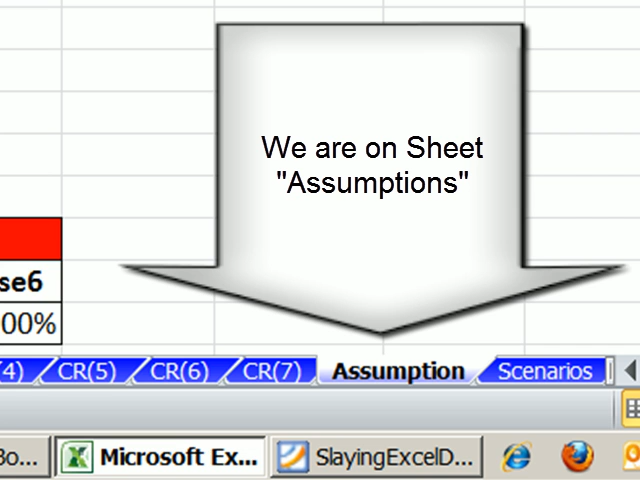 We are on Sheet
"Assumptions"
se6
00%
4) CR(5) CR(6) CR(7) Assumption Scenarios
Bo... Microsoft Ex... SlayingExcelD...